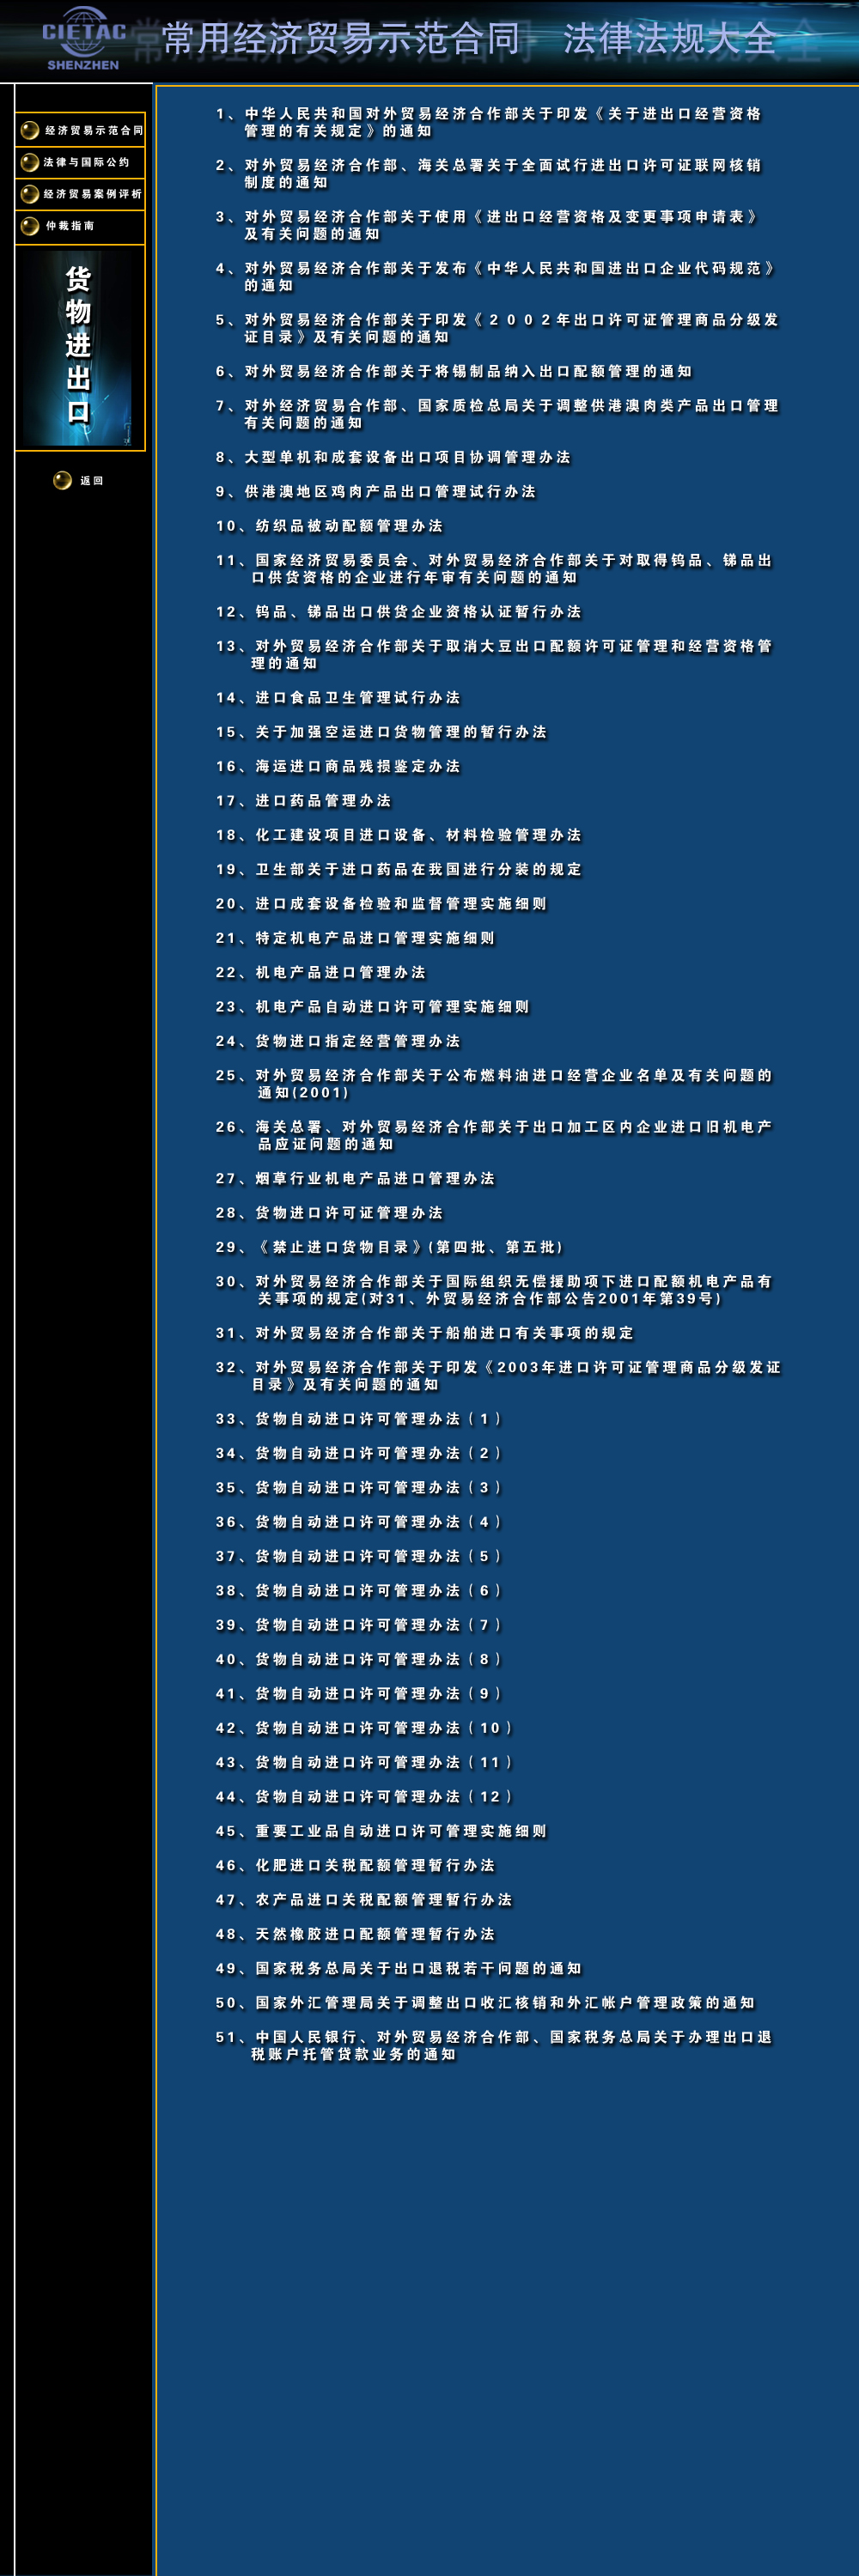 CIETAC
SHENZHEN
常用经济贸易示范合同 法律法规大全
经济贸易示范合同
法律与国际公约
经济贸易案例评析
仲裁指南
货
物
进
出
口
返回
1、中华人民共和国对外贸易经济合作部关于印发《关于进出口经营资格
管理的有关规定》的通知
2、对外贸易经济合作部、海关总署关于全面试行进出口许可证联网核销
制度的通知
3、对外贸易经济合作部关于使用《进出口经营资格及变更事项申请表》
及有关问题的通知
4、对外贸易经济合作部关于发布《中华人民共和国进出口企业代码规范》
的通知
5、对外贸易经济合作部关于印发《２００２年出口许可证管理商品分级发
证目录》及有关问题的通知
6、对外贸易经济合作部关于将锡制品纳入出口配额管理的通知
7、对外经济贸易合作部、国家质检总局关于调整供港澳肉类产品出口管理
有关问题的通知
8、大型单机和成套设备出口项目协调管理办法
9、供港澳地区鸡肉产品出口管理试行办法
10、纺织品被动配额管理办法
11、国家经济贸易委员会、对外贸易经济合作部关于对取得钨品、锑品出
口供货资格的企业进行年审有关问题的通知
12、钨品、锑品出口供货企业资格认证暂行办法
13、对外贸易经济合作部关于取消大豆出口配额许可证管理和经营资格管
理的通知
14、进口食品卫生管理试行办法
15、关于加强空运进口货物管理的暂行办法
16、海运进口商品残损鉴定办法
17、进口药品管理办法
18、化工建设项目进口设备、材料检验管理办法
19、卫生部关于进口药品在我国进行分装的规定
20、进口成套设备检验和监督管理实施细则
21、特定机电产品进口管理实施细则
22、机电产品进口管理办法
23、机电产品自动进口许可管理实施细则
24、货物进口指定经营管理办法
25、对外贸易经济合作部关于公布燃料油进口经营企业名单及有关问题的
通知(2001)
26、海关总署、对外贸易经济合作部关于出口加工区内企业进口旧机电产
品应证问题的通知
27、烟草行业机电产品进口管理办法
28、货物进口许可证管理办法
29、《禁止进口货物目录》(第四批、第五批)
30、对外贸易经济合作部关于国际组织无偿援助项下进口配额机电产品有
关事项的规定(对31、外贸易经济合作部公告2001年第39号)
31、对外贸易经济合作部关于船舶进口有关事项的规定
32、对外贸易经济合作部关于印发《2003年进口许可证管理商品分级发证
目录》及有关问题的通知
33、货物自动进口许可管理办法（1）
34、货物自动进口许可管理办法（2）
35、货物自动进口许可管理办法（3）
36、货物自动进口许可管理办法（4）
37、货物自动进口许可管理办法（5）
38、货物自动进口许可管理办法（6）
39、货物自动进口许可管理办法（7）
40、货物自动进口许可管理办法（8）
41、货物自动进口许可管理办法（9）
42、货物自动进口许可管理办法（10）
43、货物自动进口许可管理办法（11）
44、货物自动进口许可管理办法（12）
45、重要工业品自动进口许可管理实施细则
46、化肥进口关税配额管理暂行办法
47、农产品进口关税配额管理暂行办法
48、天然橡胶进口配额管理暂行办法
49、国家税务总局关于出口退税若干问题的通知
50、国家外汇管理局关于调整出口收汇核销和外汇帐户管理政策的通知
51、中国人民银行、对外贸易经济合作部、国家税务总局关于办理出口退
税账户托管贷款业务的通知